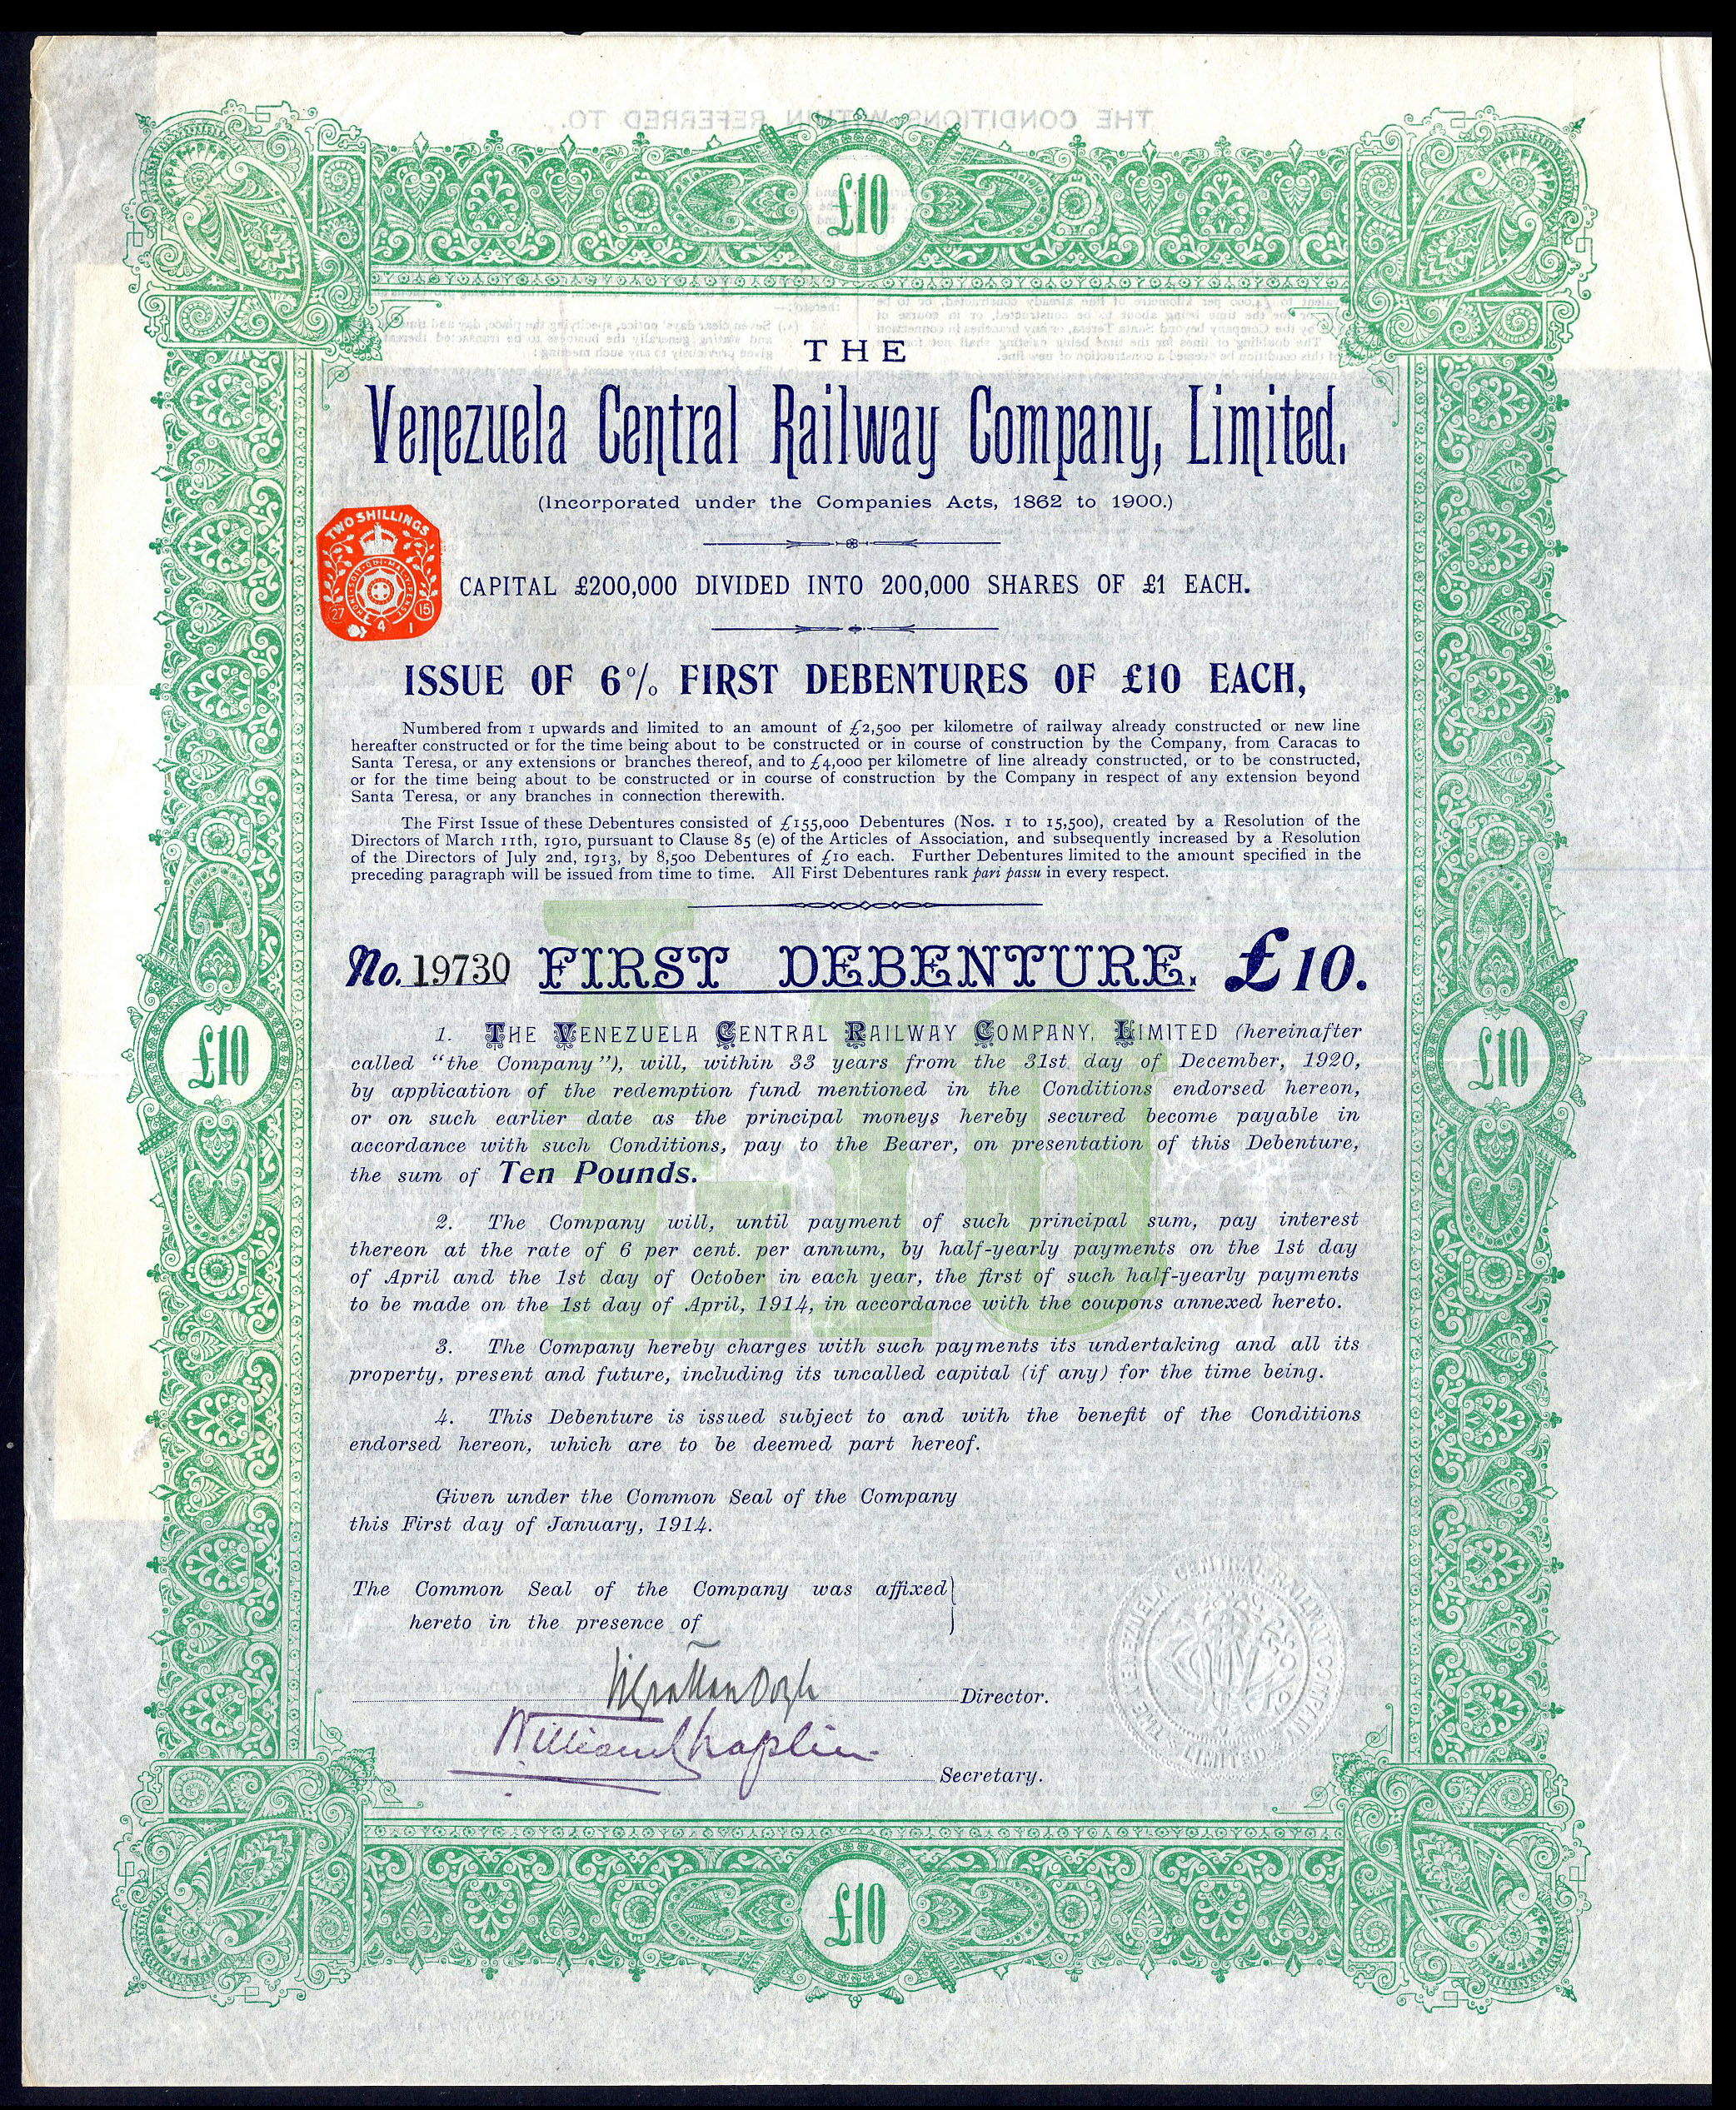 £10
THE
Venezuela Central Railway Company, Limited.
(Incorporated under the Companies Acts, 1862 to 1900.)
TWO SHILLINGS
HONI·SOIT·QUI·MAL·Y·PENSE
27 15
4 1
CAPITAL £200,000 DIVIDED INTO 200,000 SHARES OF £1 EACH.
ISSUE OF 6% FIRST DEBENTURES OF £10 EACH,
Numbered from 1 upwards and limited to an amount of £2,500 per kilometre of railway already constructed or new line
hereafter constructed or for the time being about to be constructed or in course of construction by the Company, from Caracas to
Santa Teresa, or any extensions or branches thereof, and to £4,000 per kilometre of line already constructed, or to be constructed,
or for the time being about to be constructed or in course of construction by the Company in respect of any extension beyond
Santa Teresa, or any branches in connection therewith.
The First Issue of these Debentures consisted of £155,000 Debentures (Nos. 1 to 15,500), created by a Resolution of the
Directors of March 11th, 1910, pursuant to Clause 85 (e) of the Articles of Association, and subsequently increased by a Resolution
of the Directors of July 2nd, 1913, by 8,500 Debentures of £10 each. Further Debentures limited to the amount specified in the
preceding paragraph will be issued from time to time. All First Debentures rank pari passu in every respect.
No. 19730 FIRST DEBENTURE. £10.
£10
£10
£10
1. THE VENEZUELA CENTRAL RAILWAY COMPANY, LIMITED (hereinafter
called "the Company"), will, within 33 years from the 31st day of December, 1920,
by application of the redemption fund mentioned in the Conditions endorsed hereon,
or on such earlier date as the principal moneys hereby secured become payable in
accordance with such Conditions, pay to the Bearer, on presentation of this Debenture,
the sum of Ten Pounds.
2. The Company will, until payment of such principal sum, pay interest
thereon at the rate of 6 per cent. per annum, by half-yearly payments on the 1st day
of April and the 1st day of October in each year, the first of such half-yearly payments
to be made on the 1st day of April, 1914, in accordance with the coupons annexed hereto.
3. The Company hereby charges with such payments its undertaking and all its
property, present and future, including its uncalled capital (if any) for the time being.
4. This Debenture is issued subject to and with the benefit of the Conditions
endorsed hereon, which are to be deemed part hereof.
Given under the Common Seal of the Company
this First day of January, 1914.
The Common Seal of the Company was affixed
hereto in the presence of
Director.
William Chaplin
Secretary.
THE VENEZUELA CENTRAL RAILWAY COMPANY LIMITED
£10